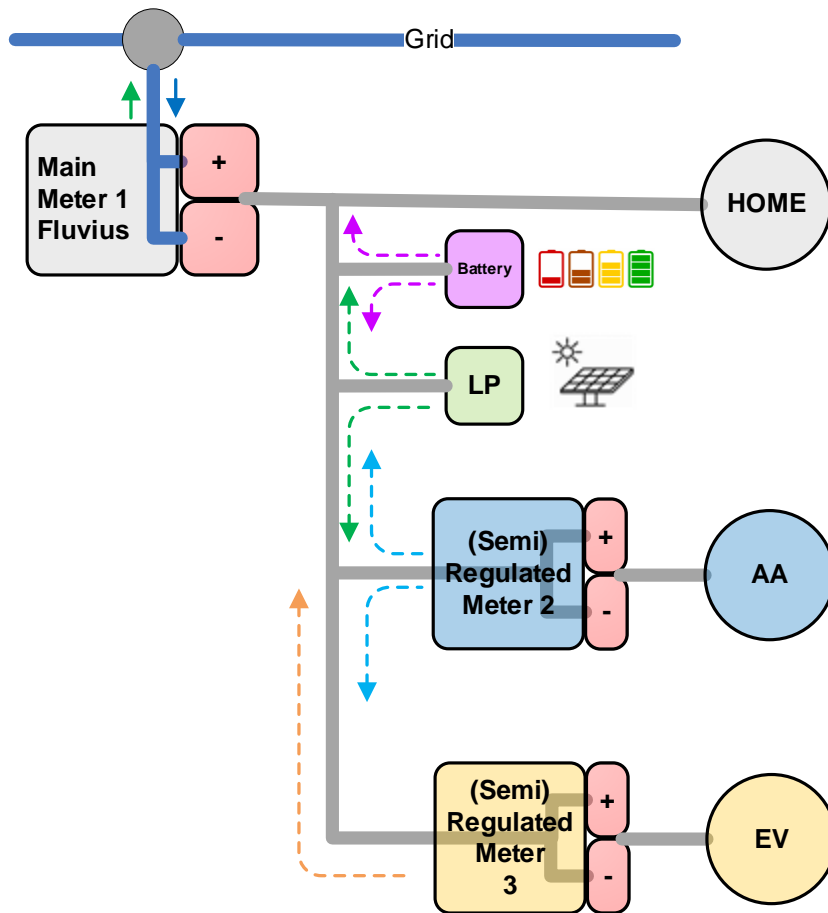 Grid
Main
Meter 1
Fluvius
+
-
HOME
Battery
LP
(Semi)
Regulated
Meter 2
+
-
AA
(Semi)
Regulated
Meter
3
+
-
EV